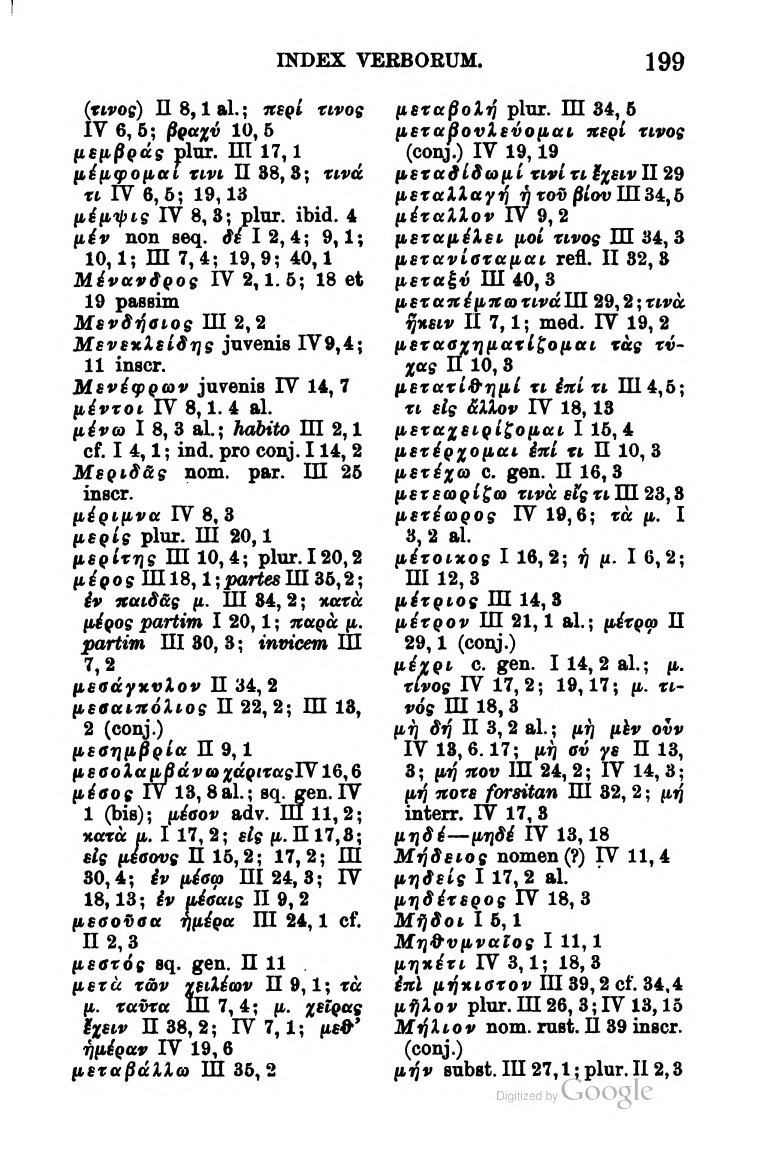 INDEX VERBORUM. 199
(τινος) II 8, 1 al.; περί τινος
IV 6, 5; βραχύ 10, 5
μεμβράς plur. III 17, 1
μέμφομαί τινι II 38, 3; τινά
τι IV 6, 5; 19, 13
μέμψις IV 8, 3; plur. ibid. 4
μέν non seq. δέ I 2, 4; 9, 1;
10, 1; III 7, 4; 19, 9; 40, 1
Μένανδρος IV 2, 1. 5; 18 et
19 passim
Μενδήσιος III 2, 2
Μενεκλείδης juvenis IV 9, 4;
11 inscr.
Μενέφρων juvenis IV 14, 7
μέντοι IV 8, 1. 4 al.
μένω I 8, 3 al.; habito III 2, 1
cf. I 4, 1; ind. pro conj. I 14, 2
Μεριδᾶς nom. par. III 25
inscr.
μέριμνα IV 8, 3
μερίς plur. III 20, 1
μερίτης III 10, 4; plur. I 20, 2
μέρος III 18, 1; partes III 35, 2;
ἐν παιδᾶς μ. III 34, 2; κατὰ
μέρος partim I 20, 1; παρὰ μ.
partim III 30, 3; invicem III
7, 2
μεσάγκυλον II 34, 2
μεσαιπόλιος II 22, 2; III 13,
2 (conj.)
μεσημβρία II 9, 1
μεσολαμβάνω χάριτας IV 16, 6
μέσος IV 13, 8 al.; sq. gen. IV
1 (bis); μέσον adv. III 11, 2;
κατὰ μ. I 17, 2; εἰς μ. II 17, 3;
εἰς μέσους II 15, 2; 17, 2; III
30, 4; ἐν μέσῳ III 24, 3; IV
18, 13; ἐν μέσαις II 9, 2
μεσοῦσα ἡμέρα III 24, 1 cf.
II 2, 3
μεστός sq. gen. II 11
μετὰ τῶν χειλέων II 9, 1; τὰ
μ. ταῦτα III 7, 4; μ. χεῖρας
ἔχειν II 38, 2; IV 7, 1; μεθ’
ἡμέραν IV 19, 6
μεταβάλλω III 35, 2
μεταβολή plur. III 34, 5
μεταβουλεύομαι περί τινος
(conj.) IV 19, 19
μεταδίδωμί τινί τι ἔχειν II 29
μεταλλαγή ἡ τοῦ βίου III 34, 5
μέταλλον IV 9, 2
μεταμέλει μοί τινος III 34, 3
μετανίσταμαι refl. II 32, 3
μεταξύ III 40, 3
μεταπέμπω τινά III 29, 2; τινὰ
ἥκειν II 7, 1; med. IV 19, 2
μετασχηματίζομαι τὰς τύ-
χας II 10, 3
μετατίθημί τι ἐπί τι III 4, 5;
τι εἰς ἄλλον IV 18, 13
μεταχειρίζομαι I 15, 4
μετέρχομαι ἐπί τι II 10, 3
μετέχω c. gen. II 16, 3
μετεωρίζω τινὰ εἴς τι III 23, 3
μετέωρος IV 19, 6; τὰ μ. I
3, 2 al.
μέτοικος I 16, 2; ἡ μ. I 6, 2;
III 12, 3
μέτριος III 14, 3
μέτρον III 21, 1 al.; μέτρῳ II
29, 1 (conj.)
μέχρι c. gen. I 14, 2 al.; μ.
τίνος IV 17, 2; 19, 17; μ. τι-
νός III 18, 3
μὴ δή II 3, 2 al.; μὴ μὲν οὖν
IV 13, 6. 17; μὴ σύ γε II 13,
3; μή που III 24, 2; IV 14, 3;
μή ποτε forsitan III 32, 2; μή
interr. IV 17, 3
μηδέ—μηδέ IV 13, 18
Μήδειος nomen (?) IV 11, 4
μηδείς I 17, 2 al.
μηδέτερος IV 18, 3
Μῆδοι I 5, 1
Μηθυμναῖος I 11, 1
μηκέτι IV 3, 1; 18, 3
ἐπὶ μήκιστον III 39, 2 cf. 34, 4
μῆλον plur. III 26, 3; IV 13, 15
Μήλιον nom. rust. II 39 inscr.
(conj.)
μήν subst. III 27, 1; plur. II 2, 3
Digitized by Google